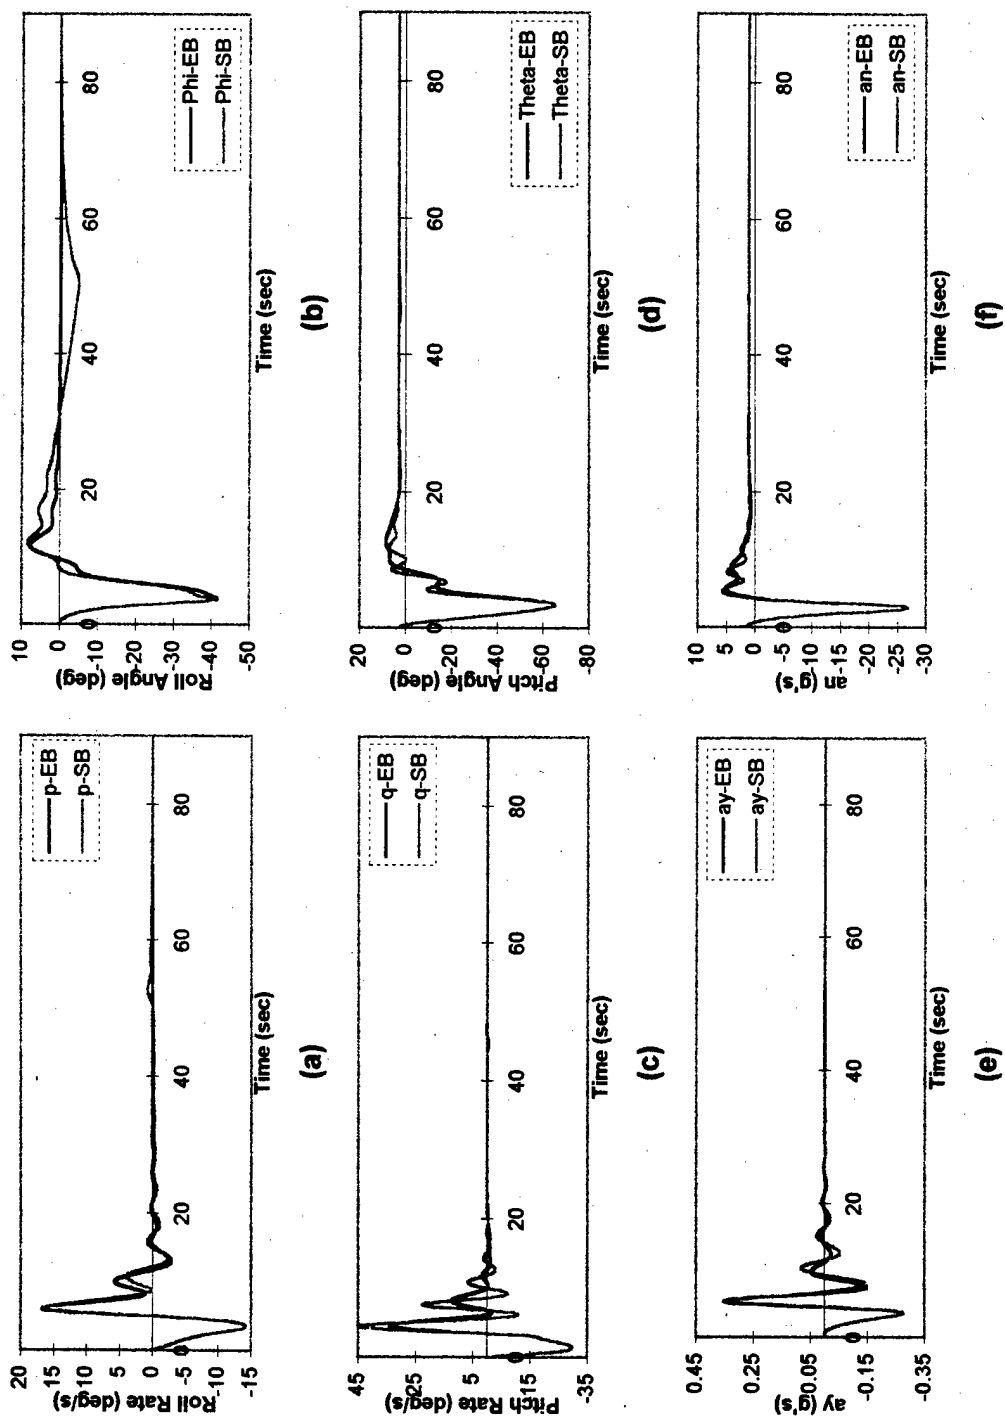 20
15
10
5
0
-5
-10
-15
Roll Rate (deg/s)
0
20
40
60
80
p-EB
p-SB
Time (sec)
(a)
10
0
-10
-20
-30
-40
-50
Roll Angle (deg)
0
20
40
60
80
Phi-EB
Phi-SB
Time (sec)
(b)
45
25
5
-15
-35
Pitch Rate (deg/s)
0
20
40
60
80
q-EB
q-SB
Time (sec)
(c)
20
0
-20
-40
-60
-80
Pitch Angle (deg)
0
20
40
60
80
Theta-EB
Theta-SB
Time (sec)
(d)
0.45
0.25
0.05
-0.15
-0.35
ay (g's)
0
20
40
60
80
ay-EB
ay-SB
Time (sec)
(e)
10
5
0
-5
-10
-15
-20
-25
-30
an (g's)
0
20
40
60
80
an-EB
an-SB
Time (sec)
(f)